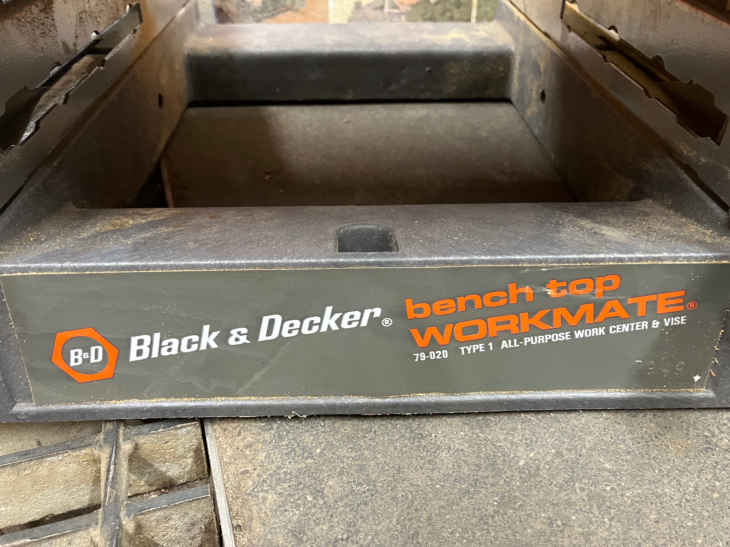 B&D Black & Decker®
bench top
WORKMATE®
79-020 TYPE 1 ALL-PURPOSE WORK CENTER & VISE